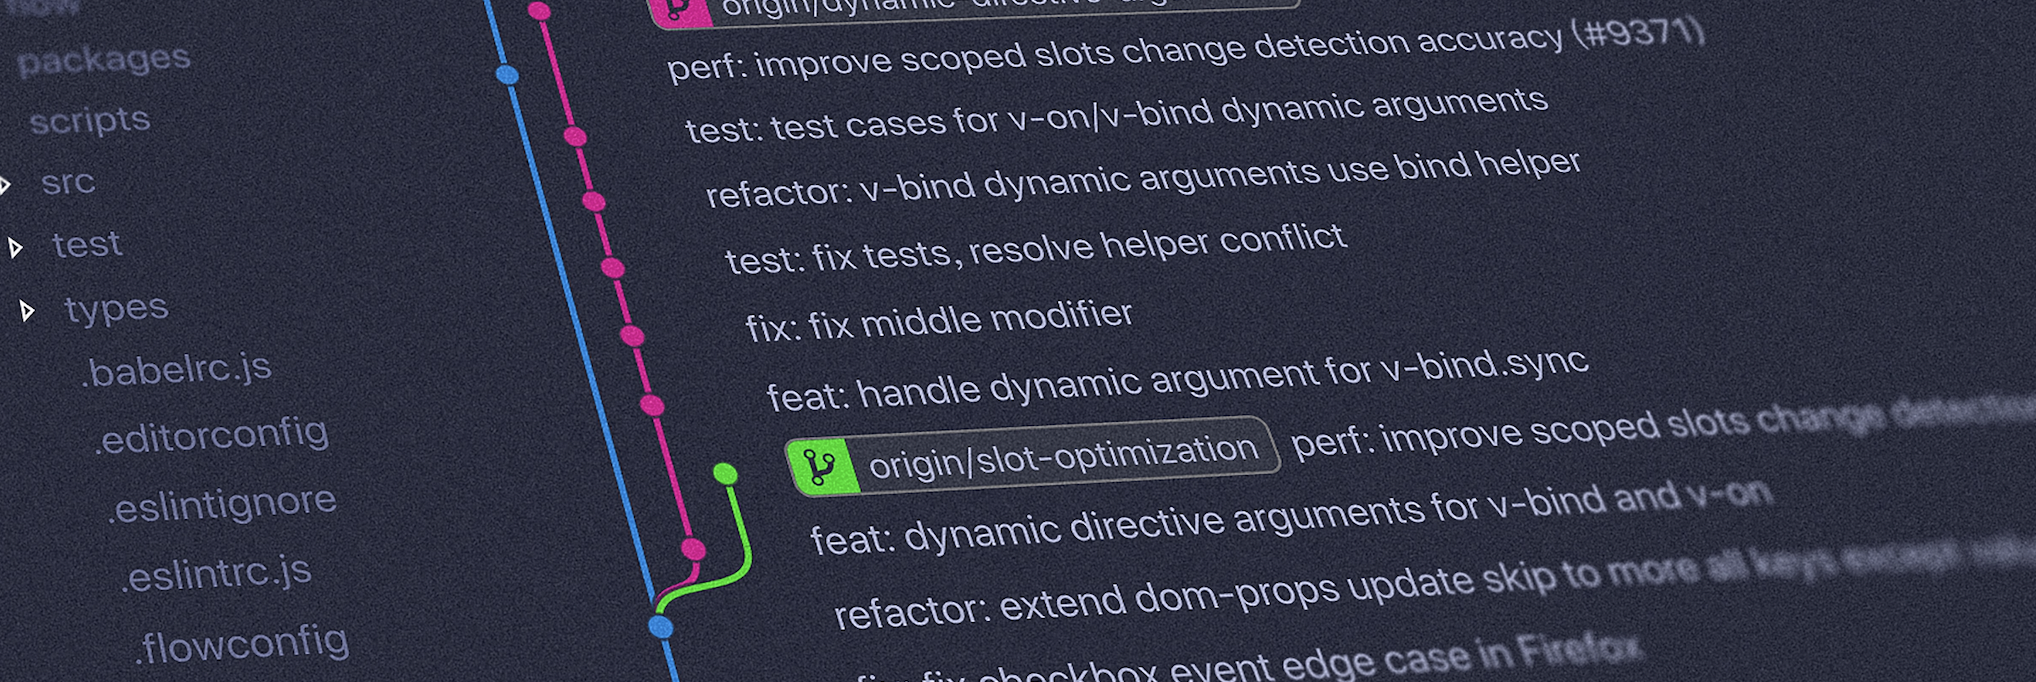 flow
packages
scripts
src
test
types
.babelrc.js
.editorconfig
.eslintignore
.eslintrc.js
.flowconfig
origin/dynamic-directive-arg
perf: improve scoped slots change detection accuracy (#9371)
test: test cases for v-on/v-bind dynamic arguments
refactor: v-bind dynamic arguments use bind helper
test: fix tests, resolve helper conflict
fix: fix middle modifier
feat: handle dynamic argument for v-bind.sync
origin/slot-optimization perf: improve scoped slots change detection
feat: dynamic directive arguments for v-bind and v-on
refactor: extend dom-props update skip to more all keys except
fix checkbox event edge case in Firefox